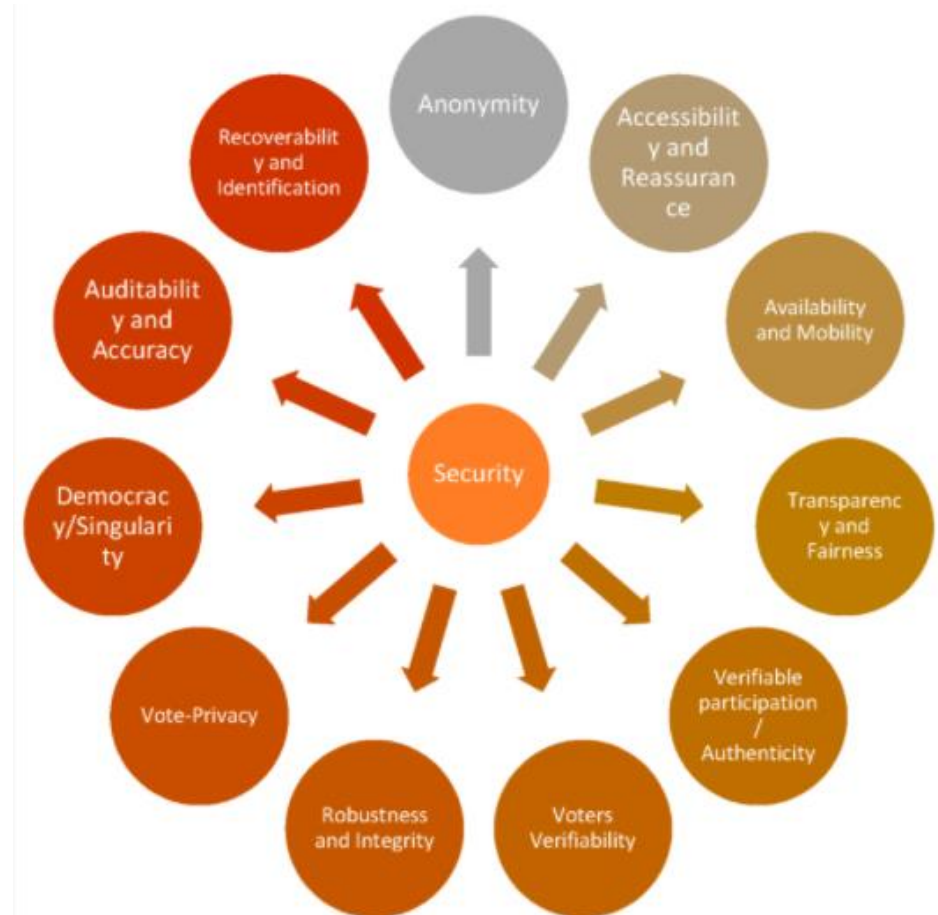 Anonymity
Accessibilit
y and
Reassuran
ce
Availability
and Mobility
Transparenc
y and
Fairness
Verifiable
participation
/
Authenticity
Voters
Verifiability
Robustness
and Integrity
Vote-Privacy
Democrac
y/Singulari
ty
Auditabilit
y and
Accuracy
Recoverabilit
y and
Identification
Security